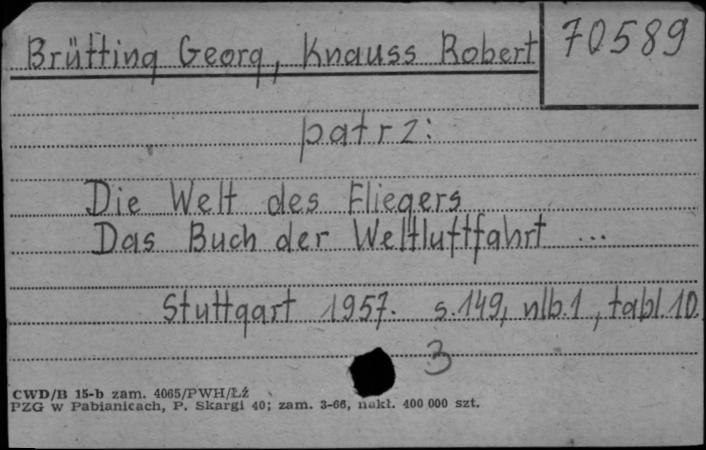 Brütting Georg, Knauss Robert
70589
patrz:
Die Welt des Fliegers
Das Buch der Weltluftfahrt ...
Stuttgart 1957. s.149, nlb.1, tabl.10.
3
CWD/B 15-b zam. 4065/PWH/Łź
PZG w Pabianicach, P. Skargi 40; zam. 3-66, nakł. 400 000 szt.